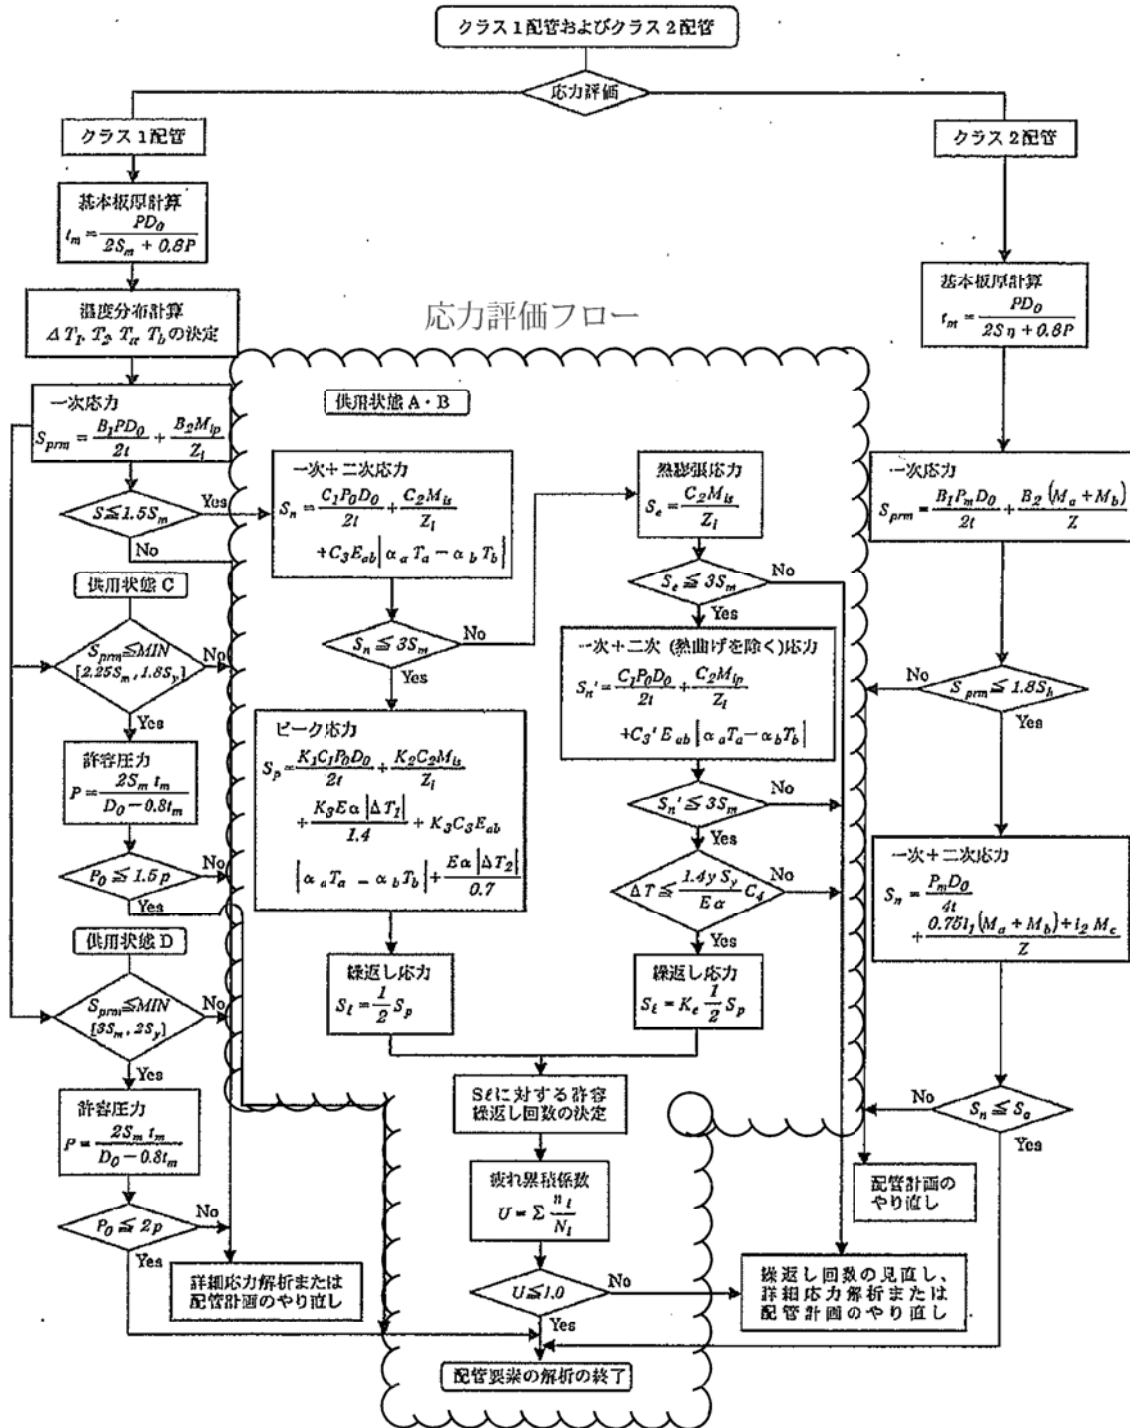 クラス1配管およびクラス2配管
応力評価
クラス1配管
クラス2配管
基本板厚計算
t_m = PD_0 / (2S_m + 0.8P)
温度分布計算
ΔT_1, T_2, T_a, T_bの決定
一次応力
S_prm = B_1PD_0 / 2t + B_2M_ip / Z_i
S≦1.5S_m
Yes
No
供用状態C
S_prm≦MIN
[2.25S_m, 1.8S_y]
No
Yes
許容圧力
P = 2S_m t_m / (D_0 − 0.8t_m)
P_0 ≦ 1.5p
No
Yes
供用状態D
S_prm≦MIN
[3S_m, 2S_y]
No
Yes
許容圧力
P = 2S_m t_m / (D_0 − 0.8t_m)
P_0 ≦ 2p
No
Yes
詳細応力解析または
配管計画のやり直し
応力評価フロー
供用状態A・B
一次+二次応力
S_n = C_1P_0D_0 / 2t + C_2M_is / Z_i
+C_3E_ab|α_a T_a − α_b T_b|
S_n ≦ 3S_m
No
Yes
ピーク応力
S_p = K_1C_1P_0D_0 / 2t + K_2C_2M_is / Z_i
+ K_3Eα|ΔT_1| / 1.4 + K_3C_3E_ab
|α_aT_a − α_bT_b| + Eα|ΔT_2| / 0.7
繰返し応力
S_ℓ = 1/2 S_p
熱膨張応力
S_e = C_2M_is / Z_i
S_e ≦ 3S_m
No
Yes
一次+二次 (熱曲げを除く)応力
S_n' = C_1P_0D_0 / 2t + C_2M_ip / Z_i
+C_3'E_ab|α_aT_a−α_bT_b|
S_n' ≦ 3S_m
No
Yes
ΔT ≦ 1.4y S_y / Eα C_4
No
Yes
繰返し応力
S_ℓ = K_e 1/2 S_p
Sℓに対する許容
繰返し回数の決定
疲れ累積係数
U = Σ n_i / N_i
U≦1.0
No
Yes
繰返し回数の見直し、
詳細応力解析または
配管計画のやり直し
配管要素の解析の終了
基本板厚計算
t_m = PD_0 / (2Sη + 0.8P)
一次応力
S_prm = B_1P_mD_0 / 2t + B_2(M_a + M_b) / Z
S_prm ≦ 1.8S_h
No
Yes
一次+二次応力
S_n = P_mD_0 / 4t
+ 0.75i_1(M_a + M_b)+i_2 M_c / Z
S_n ≦ S_a
No
Yes
配管計画の
やり直し